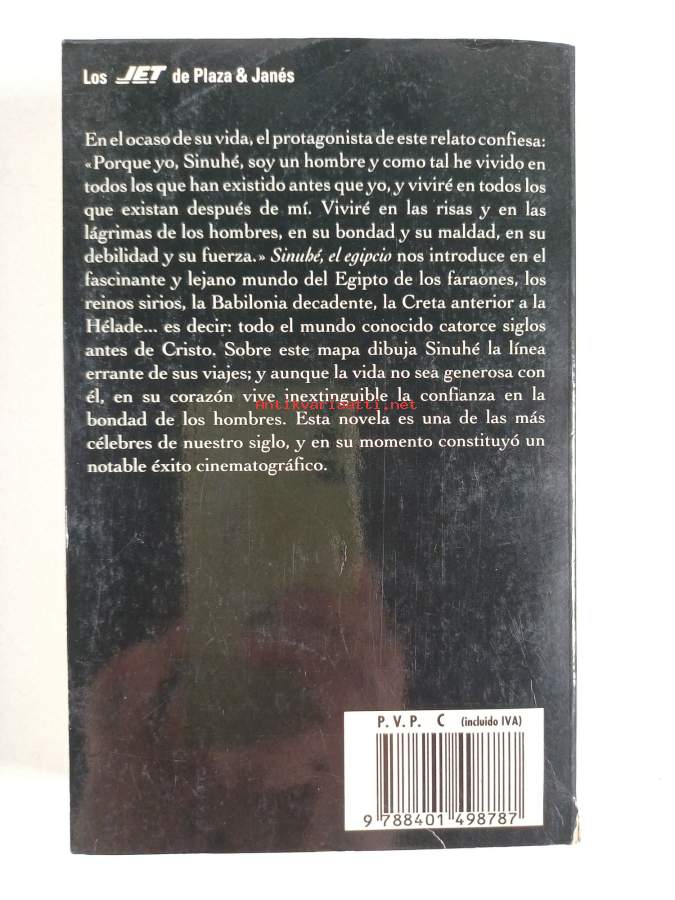 Los JET de Plaza & Janés
En el ocaso de su vida, el protagonista de este relato confiesa:
«Porque yo, Sinuhé, soy un hombre y como tal he vivido en
todos los que han existido antes que yo, y viviré en todos los
que existan después de mí. Viviré en las risas y en las
lágrimas de los hombres, en su bondad y su maldad, en su
debilidad y su fuerza.» Sinuhé, el egipcio nos introduce en el
fascinante y lejano mundo del Egipto de los faraones, los
reinos sirios, la Babilonia decadente, la Creta anterior a la
Hélade... es decir: todo el mundo conocido catorce siglos
antes de Cristo. Sobre este mapa dibuja Sinuhé la línea
errante de sus viajes; y aunque la vida no sea generosa con
él, en su corazón vive inextinguible la confianza en la
Antikvariaatti.net
bondad de los hombres. Esta novela es una de las más
célebres de nuestro siglo, y en su momento constituyó un
notable éxito cinematográfico.
P. V. P. C (incluido IVA)
9 788401 498787